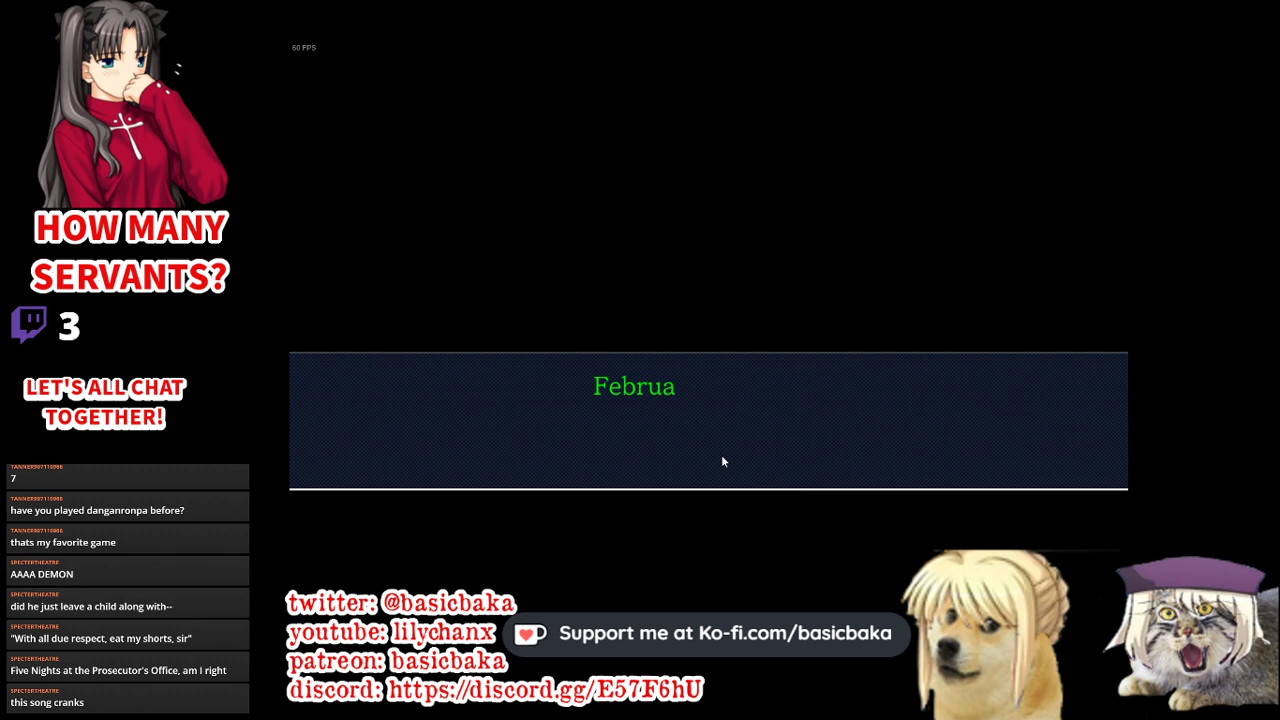 60 FPS
HOW MANY
SERVANTS?
3
LET'S ALL CHAT
TOGETHER!
Februa
TANNER907110966
7
TANNER907110966
have you played danganronpa before?
TANNER907110966
thats my favorite game
SPECTERTHEATRE
AAAA DEMON
SPECTERTHEATRE
did he just leave a child along with--
SPECTERTHEATRE
"With all due respect, eat my shorts, sir"
SPECTERTHEATRE
Five Nights at the Prosecutor's Office, am I right
SPECTERTHEATRE
this song cranks
twitter: @basicbaka
youtube: lilychanx
patreon: basicbaka
discord: https://discord.gg/E57F6hU
Support me at Ko-fi.com/basicbaka